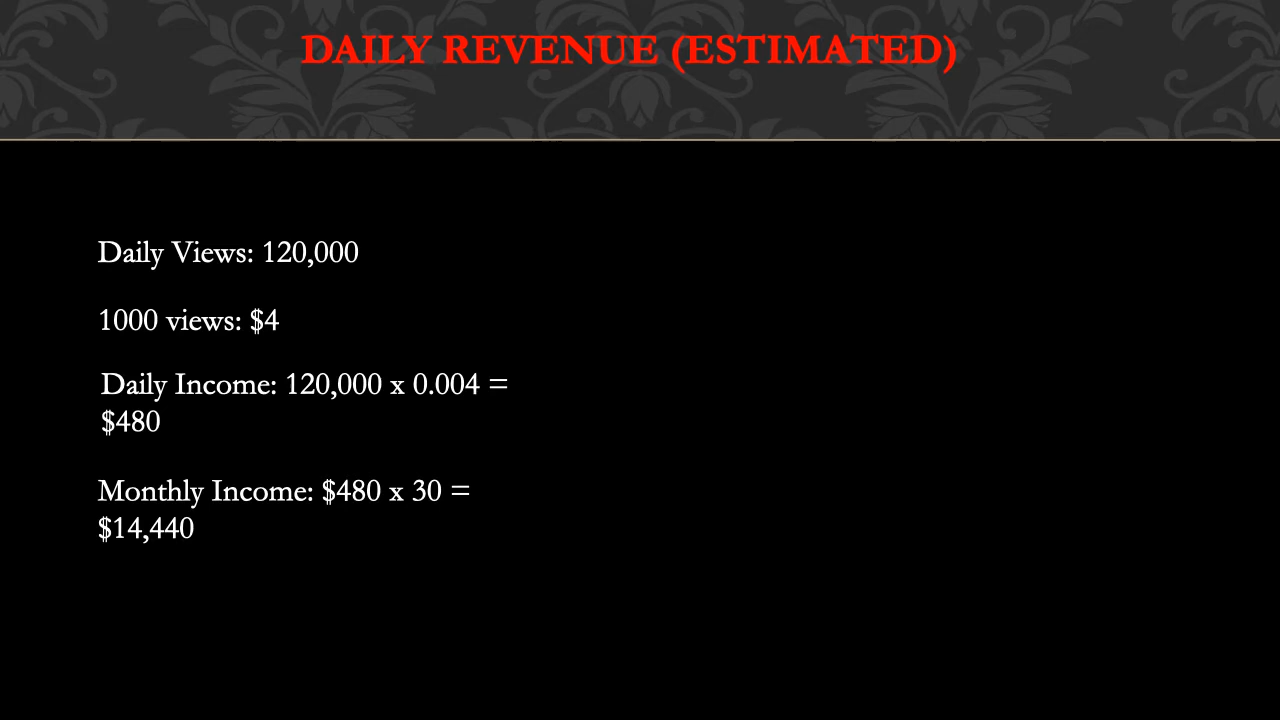 DAILY REVENUE (ESTIMATED)
Daily Views: 120,000
1000 views: $4
Daily Income: 120,000 x 0.004 =
$480
Monthly Income: $480 x 30 =
$14,440